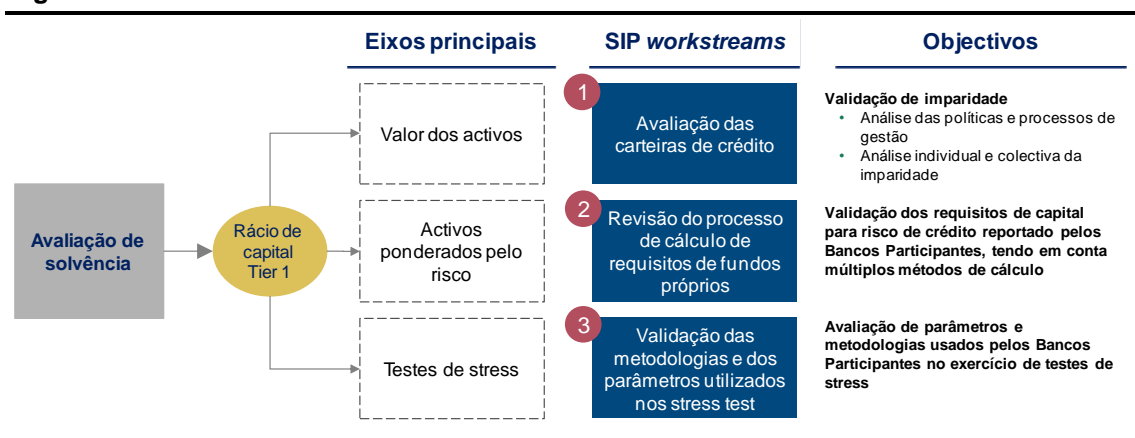 Eixos principais
SIP workstreams
Objectivos
Avaliação de
solvência
Rácio de
capital
Tier 1
Valor dos activos
1
Avaliação das
carteiras de crédito
Validação de imparidade
• Análise das políticas e processos de
gestão
• Análise individual e colectiva da
imparidade
Activos
ponderados pelo
risco
2
Revisão do processo
de cálculo de
requisitos de fundos
próprios
Validação dos requisitos de capital
para risco de crédito reportado pelos
Bancos Participantes, tendo em conta
múltiplos métodos de cálculo
Testes de stress
3
Validação das
metodologias e dos
parâmetros utilizados
nos stress test
Avaliação de parâmetros e
metodologias usados pelos Bancos
Participantes no exercício de testes de
stress